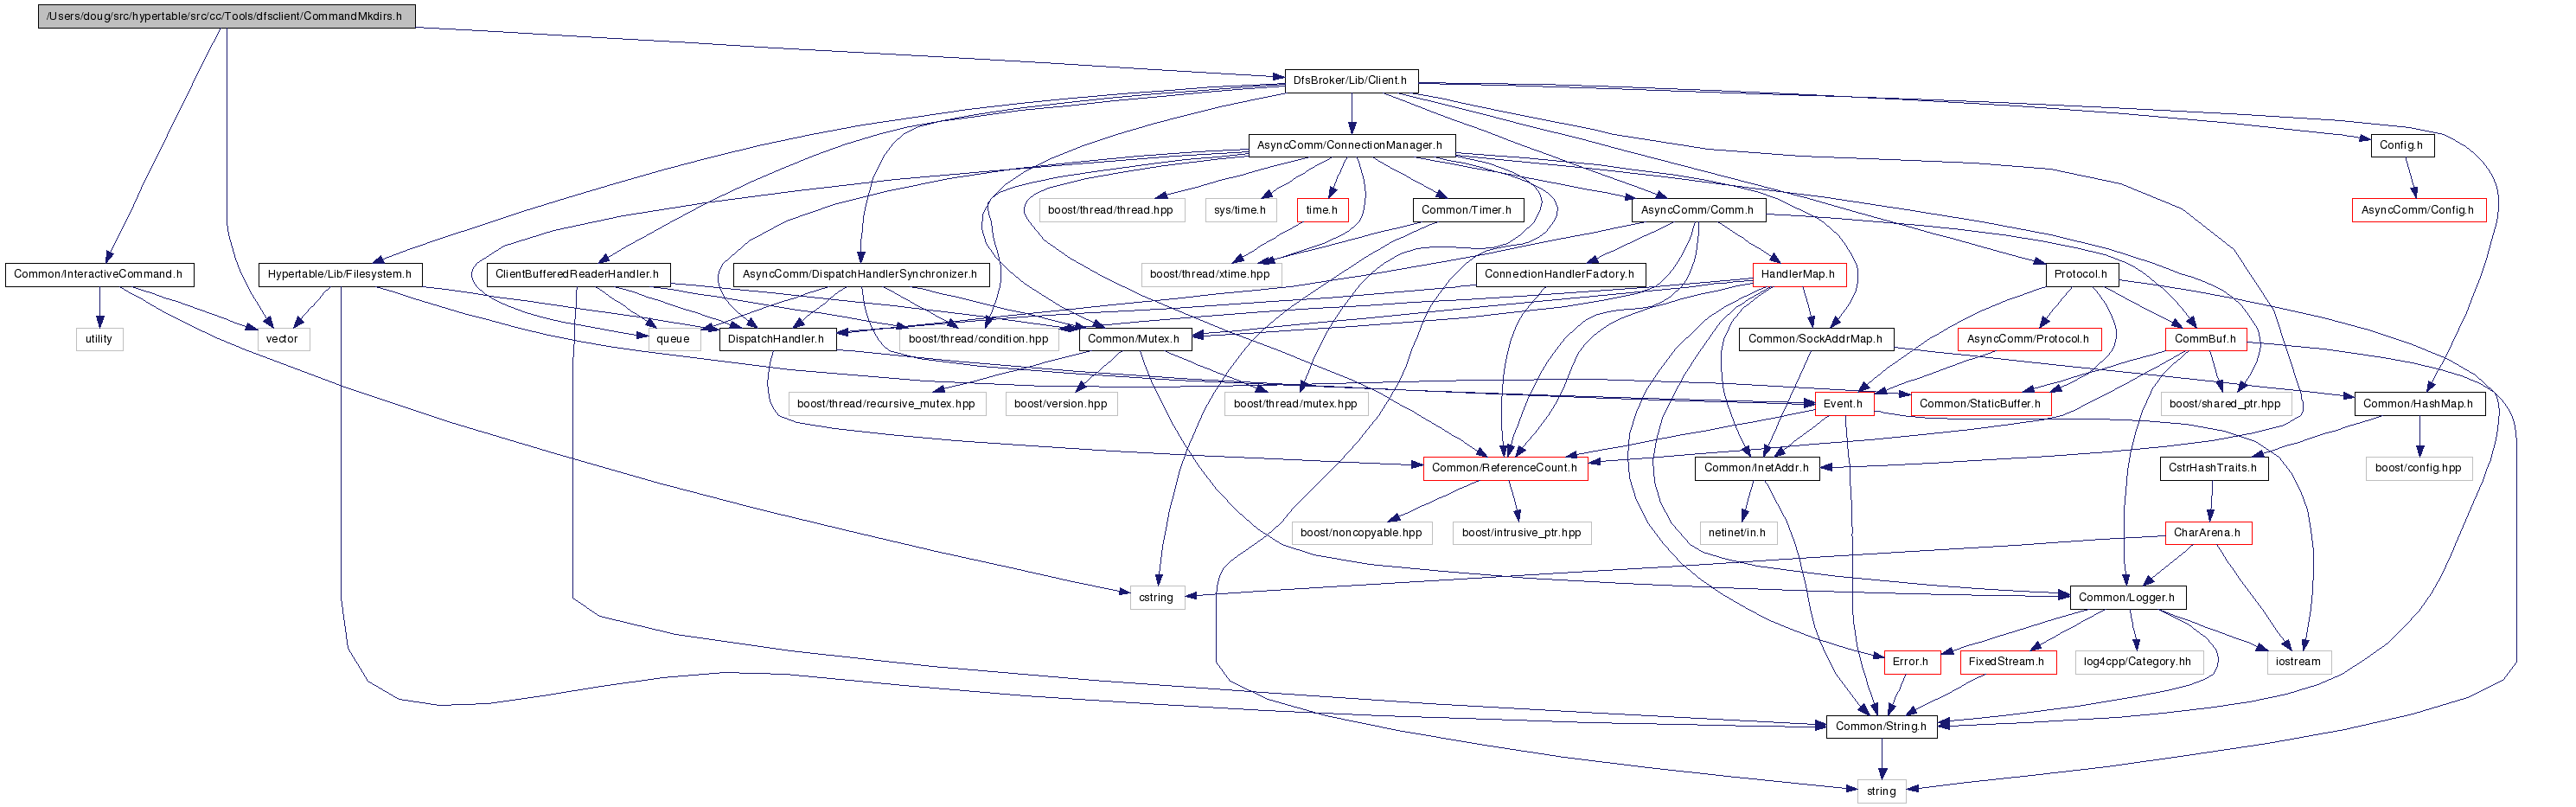 /Users/doug/src/hypertable/src/cc/Tools/dfsclient/CommandMkdirs.h
DfsBroker/Lib/Client.h
AsyncComm/ConnectionManager.h
Config.h
boost/thread/thread.hpp
sys/time.h
time.h
Common/Timer.h
AsyncComm/Comm.h
AsyncComm/Config.h
Common/InteractiveCommand.h
Hypertable/Lib/Filesystem.h
ClientBufferedReaderHandler.h
AsyncComm/DispatchHandlerSynchronizer.h
boost/thread/xtime.hpp
ConnectionHandlerFactory.h
HandlerMap.h
Protocol.h
utility
vector
queue
DispatchHandler.h
boost/thread/condition.hpp
Common/Mutex.h
Common/SockAddrMap.h
AsyncComm/Protocol.h
CommBuf.h
boost/thread/recursive_mutex.hpp
boost/version.hpp
boost/thread/mutex.hpp
Event.h
Common/StaticBuffer.h
boost/shared_ptr.hpp
Common/HashMap.h
Common/ReferenceCount.h
Common/InetAddr.h
CstrHashTraits.h
boost/config.hpp
boost/noncopyable.hpp
boost/intrusive_ptr.hpp
netinet/in.h
CharArena.h
cstring
Common/Logger.h
Error.h
FixedStream.h
log4cpp/Category.hh
iostream
Common/String.h
string